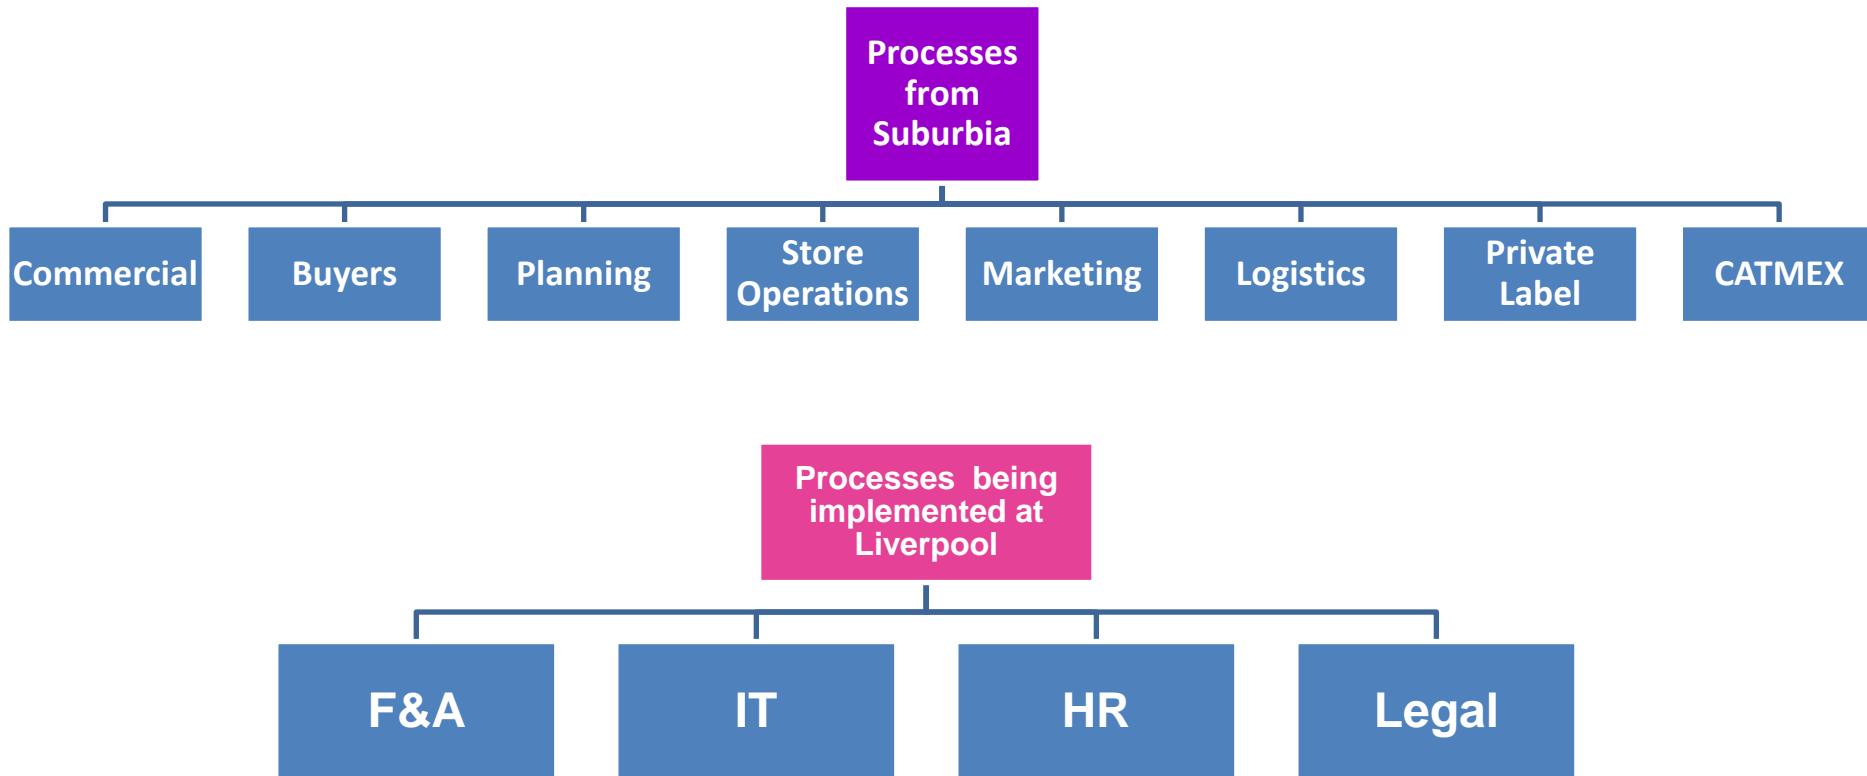 Processes
from
Suburbia
Commercial
Buyers
Planning
Store
Operations
Marketing
Logistics
Private
Label
CATMEX
Processes being
implemented at
Liverpool
F&A
IT
HR
Legal